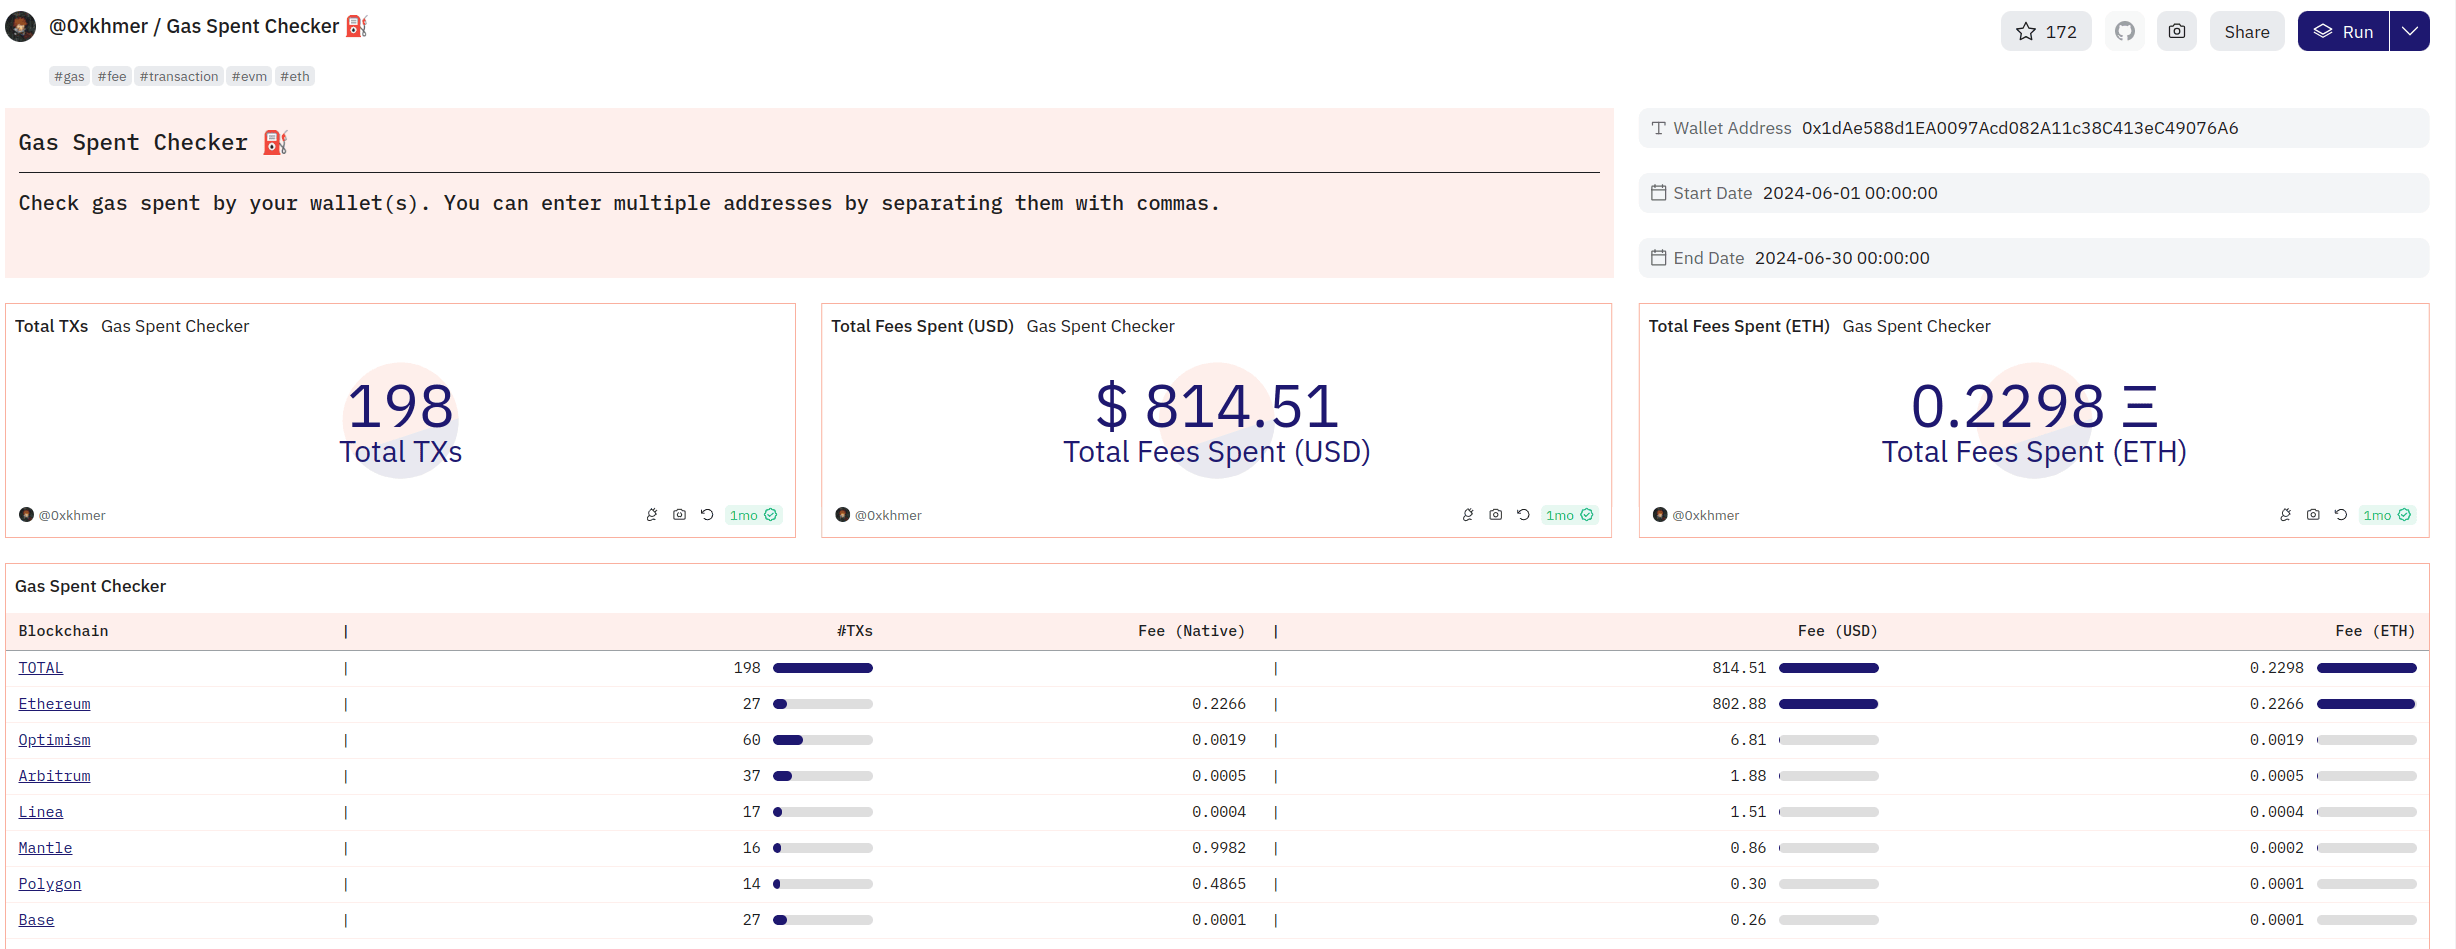 @0xkhmer / Gas Spent Checker ⛽
172
Share
Run
#gas #fee #transaction #evm #eth
Gas Spent Checker ⛽
Check gas spent by your wallet(s). You can enter multiple addresses by separating them with commas.
Wallet Address 0x1dAe588d1EA0097Acd082A11c38C413eC49076A6
Start Date 2024-06-01 00:00:00
End Date 2024-06-30 00:00:00
Total TXs Gas Spent Checker
198
Total TXs
@0xkhmer 1mo
Total Fees Spent (USD) Gas Spent Checker
$ 814.51
Total Fees Spent (USD)
@0xkhmer 1mo
Total Fees Spent (ETH) Gas Spent Checker
0.2298 Ξ
Total Fees Spent (ETH)
@0xkhmer 1mo
Gas Spent Checker
Blockchain | #TXs Fee (Native) | Fee (USD) Fee (ETH)
TOTAL | 198 | 814.51 0.2298
Ethereum | 27 0.2266 | 802.88 0.2266
Optimism | 60 0.0019 | 6.81 0.0019
Arbitrum | 37 0.0005 | 1.88 0.0005
Linea | 17 0.0004 | 1.51 0.0004
Mantle | 16 0.9982 | 0.86 0.0002
Polygon | 14 0.4865 | 0.30 0.0001
Base | 27 0.0001 | 0.26 0.0001